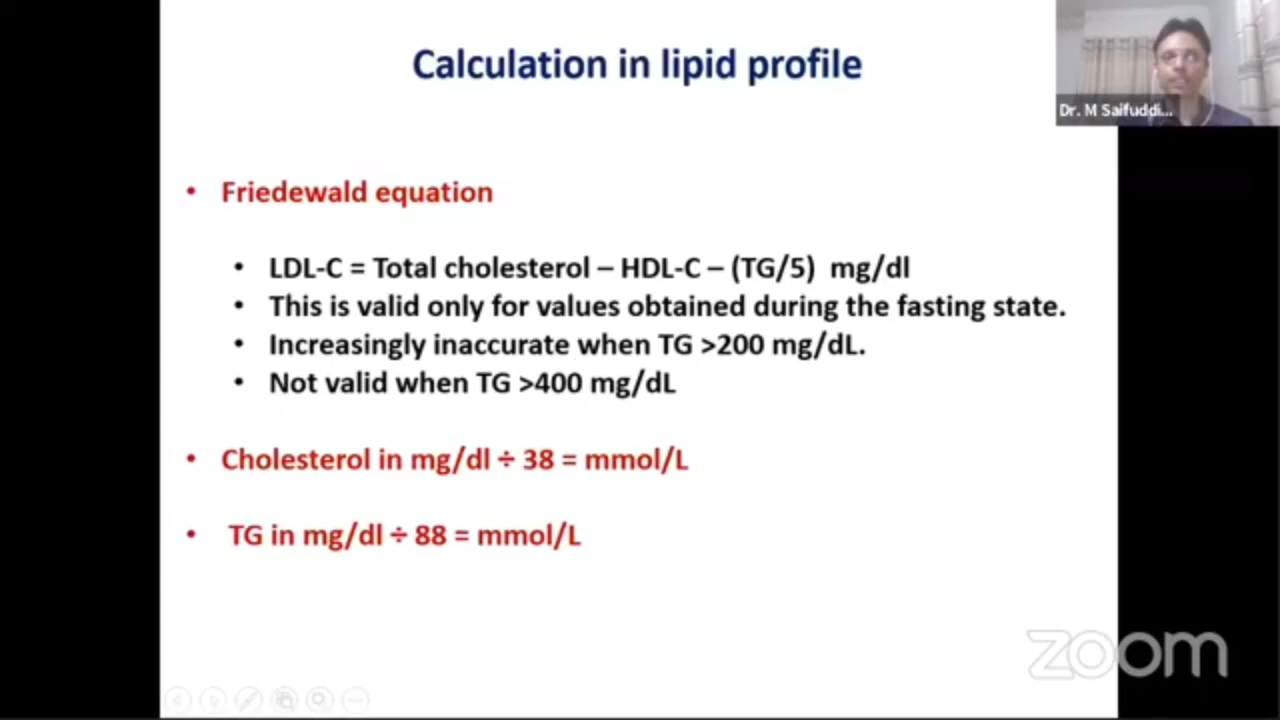 Calculation in lipid profile
Dr. M Saifuddi...
• Friedewald equation
• LDL-C = Total cholesterol – HDL-C – (TG/5) mg/dl
• This is valid only for values obtained during the fasting state.
• Increasingly inaccurate when TG >200 mg/dL.
• Not valid when TG >400 mg/dL
• Cholesterol in mg/dl ÷ 38 = mmol/L
• TG in mg/dl ÷ 88 = mmol/L
zoom